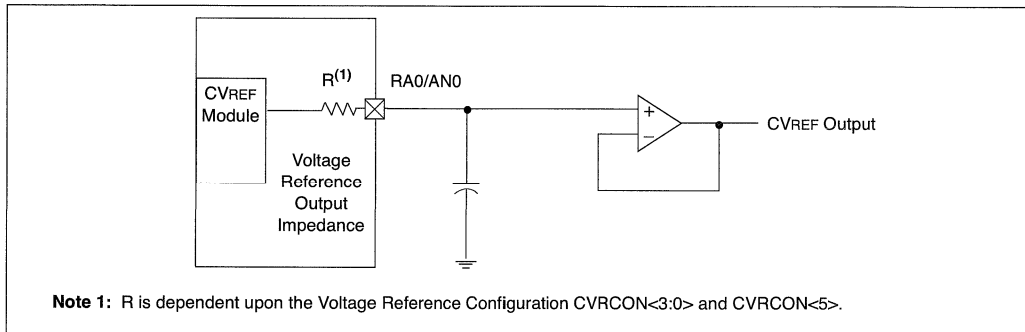 R(1)
RA0/AN0
CVREF
Module
+
–
CVREF Output
Voltage
Reference
Output
Impedance
Note 1: R is dependent upon the Voltage Reference Configuration CVRCON<3:0> and CVRCON<5>.